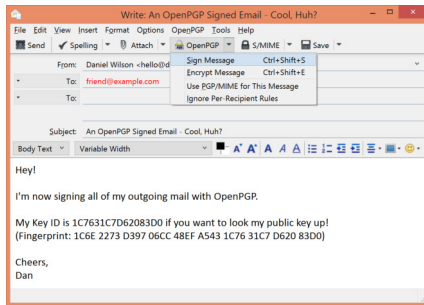 Write: An OpenPGP Signed Email - Cool, Huh?
File Edit View Insert Format Options OpenPGP Tools Help
Send Spelling Attach OpenPGP S/MIME Save
From: Daniel Wilson <hello@d
Sign Message Ctrl+Shift+S
Encrypt Message Ctrl+Shift+E
Use PGP/MIME for This Message
Ignore Per-Recipient Rules
To: friend@example.com
To:
Subject: An OpenPGP Signed Email - Cool, Huh?
Body Text Variable Width
Hey!
I'm now signing all of my outgoing mail with OpenPGP.
My Key ID is 1C7631C7D62083D0 if you want to look my public key up!
(Fingerprint: 1C6E 2273 D397 06CC 48EF A543 1C76 31C7 D620 83D0)
Cheers,
Dan